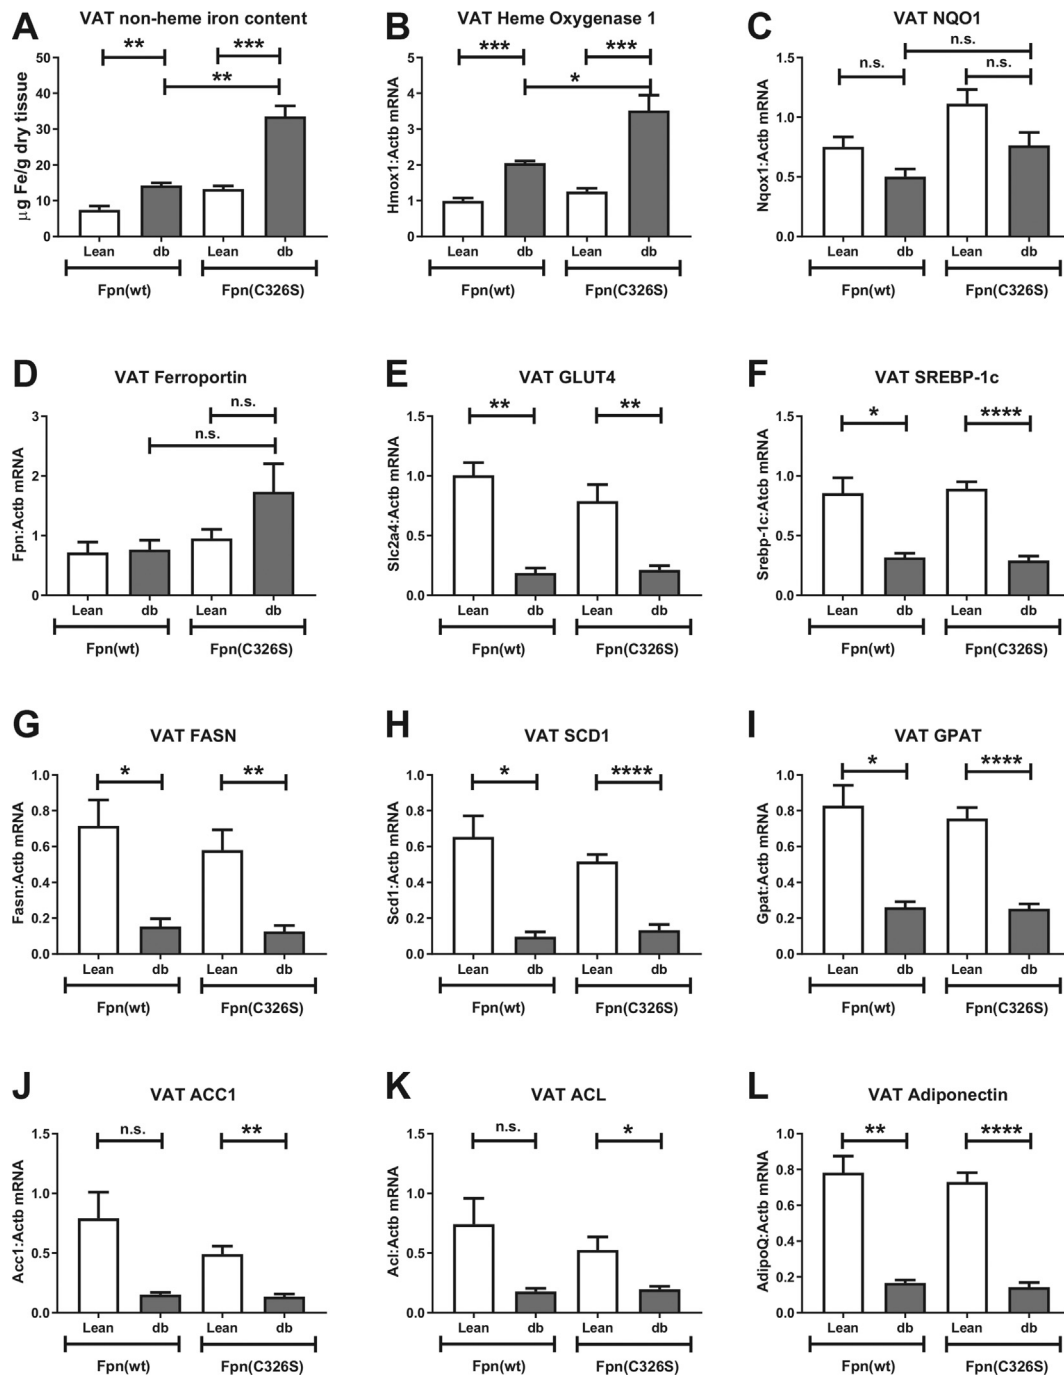 A
VAT non-heme iron content
** ***
**
50
40
30
20
10
0
μg Fe/g dry tissue
Lean db Lean db
Fpn(wt) Fpn(C326S)
B
VAT Heme Oxygenase 1
*** ***
*
5
4
3
2
1
0
Hmox1:Actb mRNA
Lean db Lean db
Fpn(wt) Fpn(C326S)
C
VAT NQO1
n.s.
n.s. n.s.
1.5
1.0
0.5
0.0
Nqox1:Actb mRNA
Lean db Lean db
Fpn(wt) Fpn(C326S)
D
VAT Ferroportin
n.s.
n.s.
3
2
1
0
Fpn:Actb mRNA
Lean db Lean db
Fpn(wt) Fpn(C326S)
E
VAT GLUT4
** **
1.5
1.0
0.5
0.0
Slc2a4:Actb mRNA
Lean db Lean db
Fpn(wt) Fpn(C326S)
F
VAT SREBP-1c
* ****
1.5
1.0
0.5
0.0
Srebp-1c:Atcb mRNA
Lean db Lean db
Fpn(wt) Fpn(C326S)
G
VAT FASN
* **
1.0
0.8
0.6
0.4
0.2
0.0
Fasn:Actb mRNA
Lean db Lean db
Fpn(wt) Fpn(C326S)
H
VAT SCD1
* ****
1.0
0.8
0.6
0.4
0.2
0.0
Scd1:Actb mRNA
Lean db Lean db
Fpn(wt) Fpn(C326S)
I
VAT GPAT
* ****
1.0
0.8
0.6
0.4
0.2
0.0
Gpat:Actb mRNA
Lean db Lean db
Fpn(wt) Fpn(C326S)
J
VAT ACC1
n.s. **
1.5
1.0
0.5
0.0
Acc1:Actb mRNA
Lean db Lean db
Fpn(wt) Fpn(C326S)
K
VAT ACL
n.s. *
1.5
1.0
0.5
0.0
Acl:Actb mRNA
Lean db Lean db
Fpn(wt) Fpn(C326S)
L
VAT Adiponectin
** ****
1.0
0.8
0.6
0.4
0.2
0.0
AdipoQ:Actb mRNA
Lean db Lean db
Fpn(wt) Fpn(C326S)